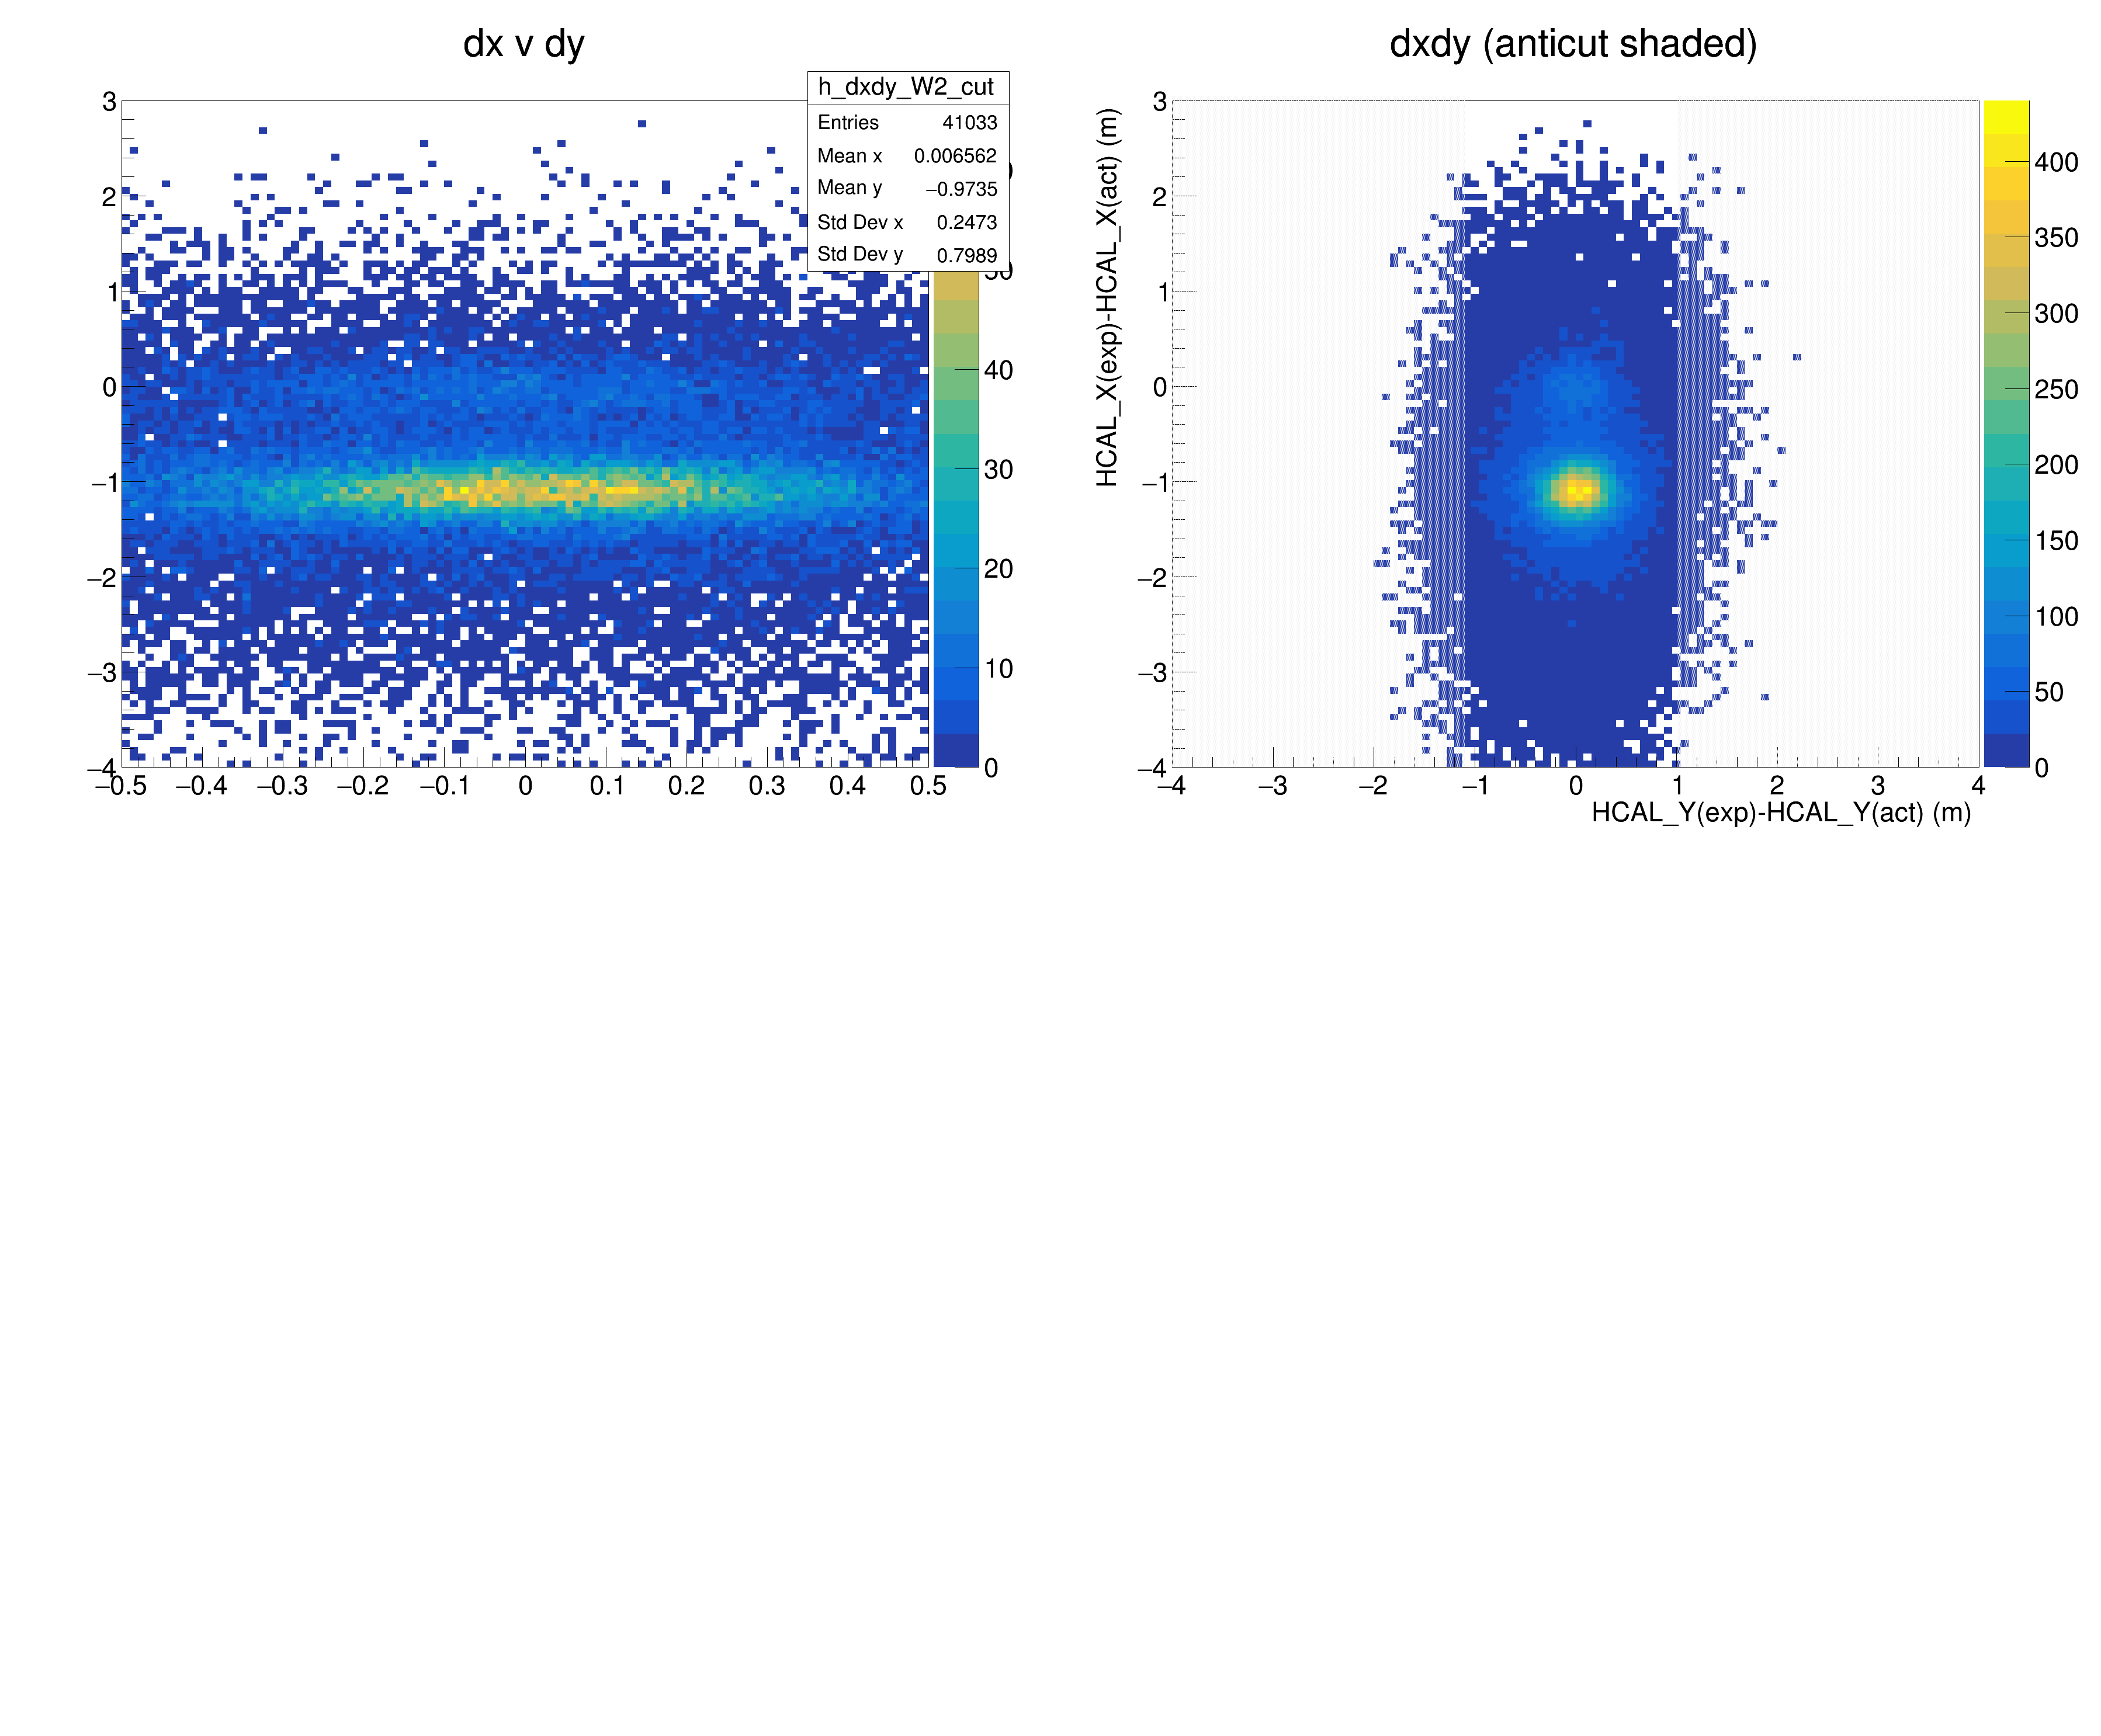 dx v dy
h_dxdy_W2_cut
Entries 41033
Mean x 0.006562
Mean y −0.9735
Std Dev x 0.2473
Std Dev y 0.7989
3
2
1
0
−1
−2
−3
−4
−0.5 −0.4 −0.3 −0.2 −0.1 0 0.1 0.2 0.3 0.4 0.5
40
30
20
10
0
dxdy (anticut shaded)
HCAL_X(exp)-HCAL_X(act) (m)
3
2
1
0
−1
−2
−3
−4
−4 −3 −2 −1 0 1 2 3 4
HCAL_Y(exp)-HCAL_Y(act) (m)
400
350
300
250
200
150
100
50
0